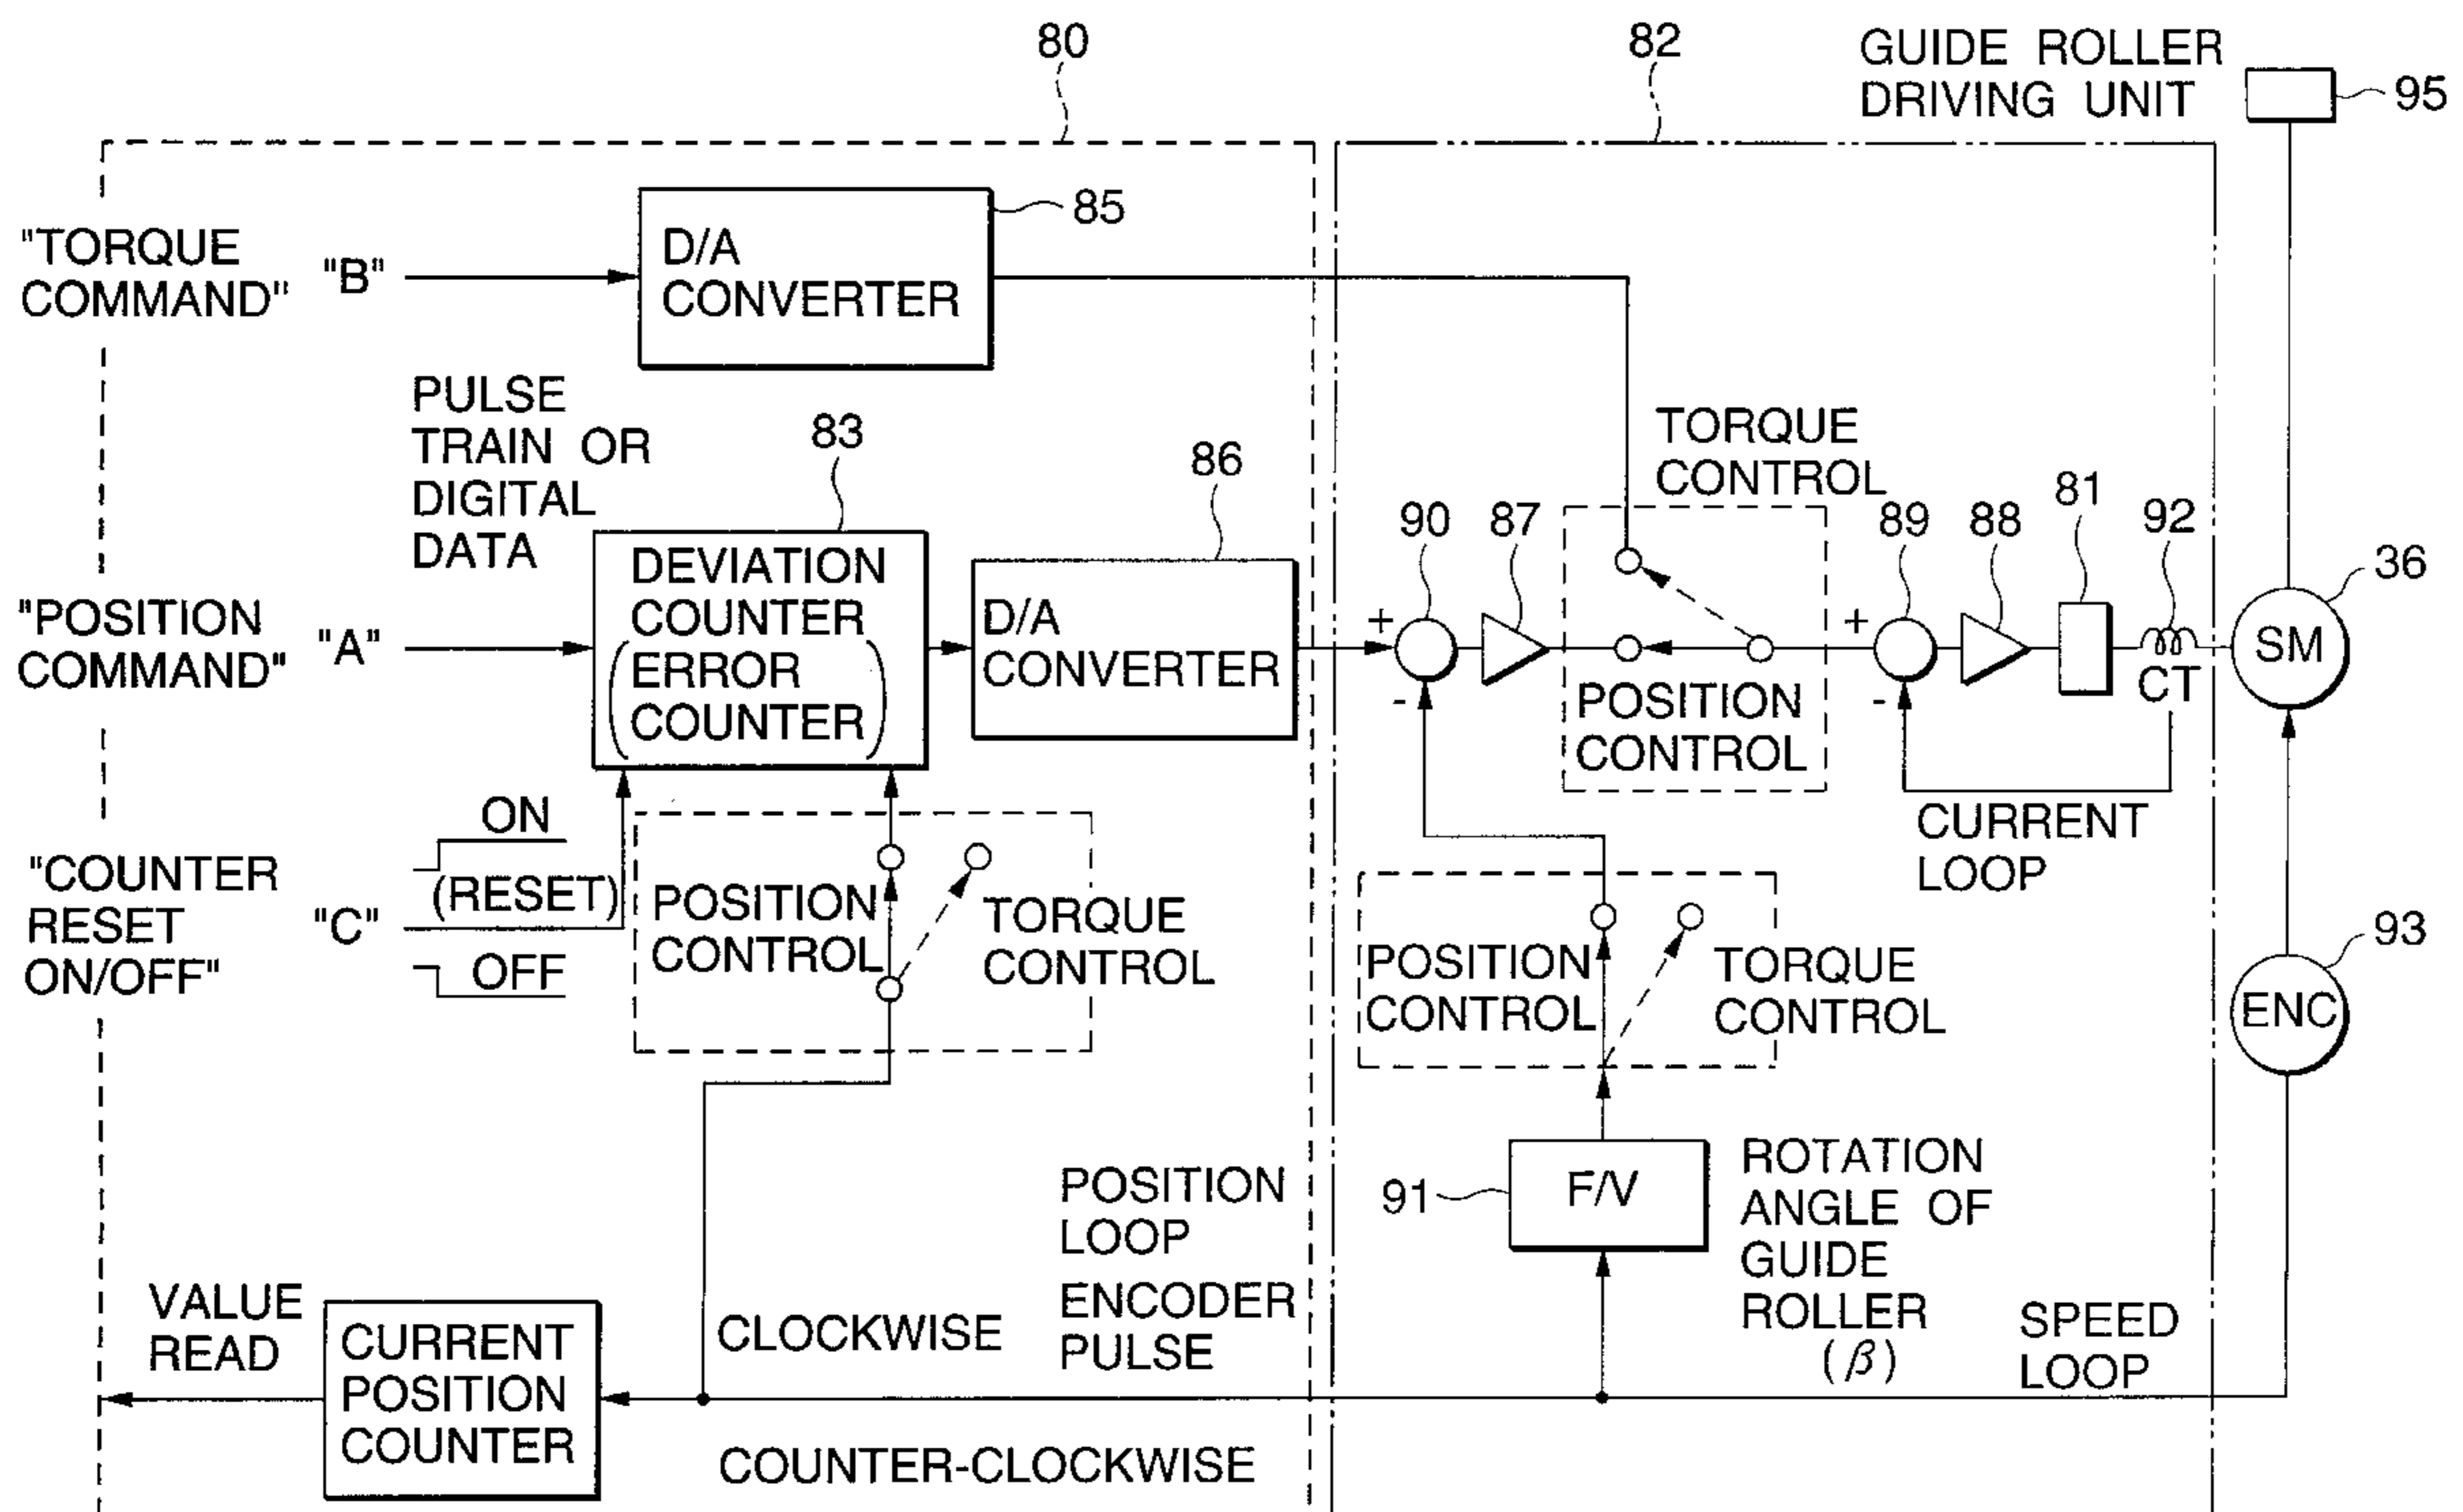 80
82
GUIDE ROLLER
DRIVING UNIT
95
"TORQUE
COMMAND"
"B"
D/A
CONVERTER
85
PULSE
TRAIN OR
DIGITAL
DATA
83
86
TORQUE
CONTROL
90
87
89
88
81
92
36
"POSITION
COMMAND"
"A"
DEVIATION
COUNTER
(ERROR
COUNTER)
D/A
CONVERTER
+
-
POSITION
CONTROL
+
-
CT
SM
CURRENT
LOOP
"COUNTER
RESET
ON/OFF"
"C"
ON
(RESET)
OFF
POSITION
CONTROL
TORQUE
CONTROL
POSITION
CONTROL
TORQUE
CONTROL
93
ENC
91
F/V
ROTATION
ANGLE OF
GUIDE
ROLLER
(β)
POSITION
LOOP
ENCODER
PULSE
SPEED
LOOP
VALUE
READ
CURRENT
POSITION
COUNTER
CLOCKWISE
COUNTER-CLOCKWISE